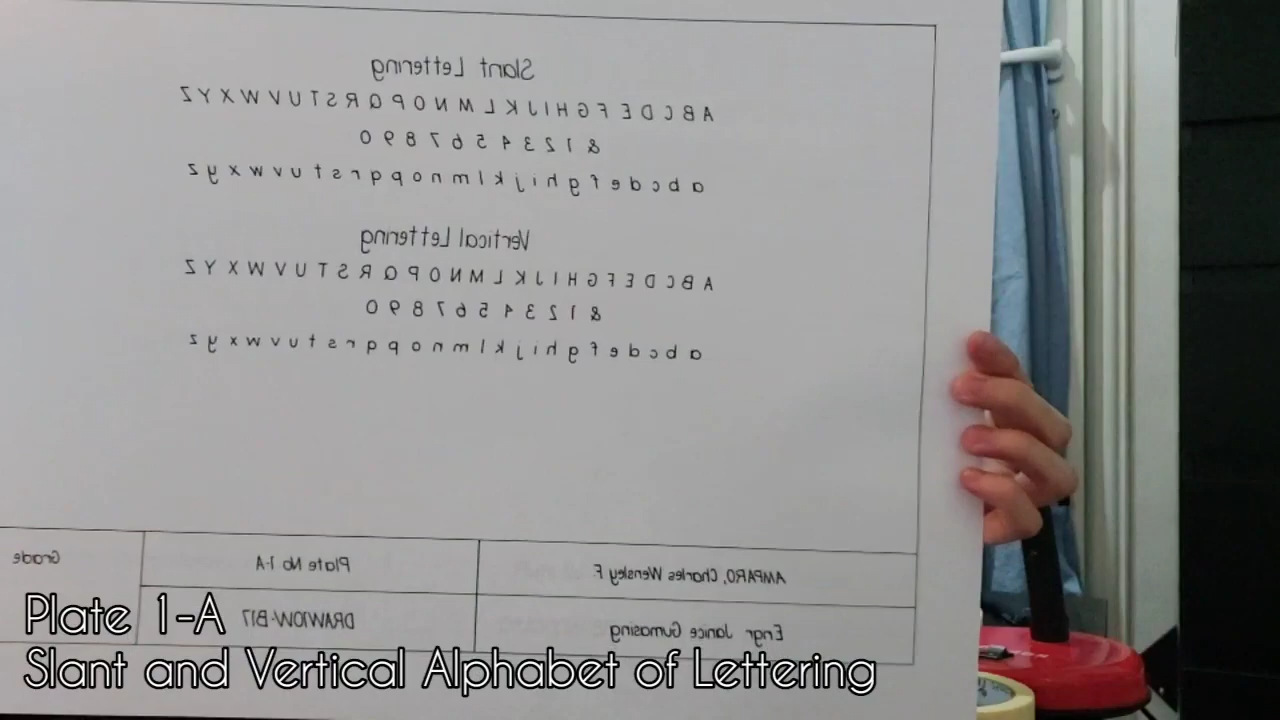 Slant Lettering
A B C D E F G H I J K L M N O P Q R S T U V W X Y Z
& 1 2 3 4 5 6 7 8 9 0
a b c d e f g h i j k l m n o p q r s t u v w x y z
Vertical Lettering
A B C D E F G H I J K L M N O P Q R S T U V W X Y Z
& 1 2 3 4 5 6 7 8 9 0
a b c d e f g h i j k l m n o p q r s t u v w x y z
AMPARO, Charles Wensley F
Plate No 1-A
Grade
Engr Janice Gumasing
DRAW10W-B17
Plate 1-A
Slant and Vertical Alphabet of Lettering